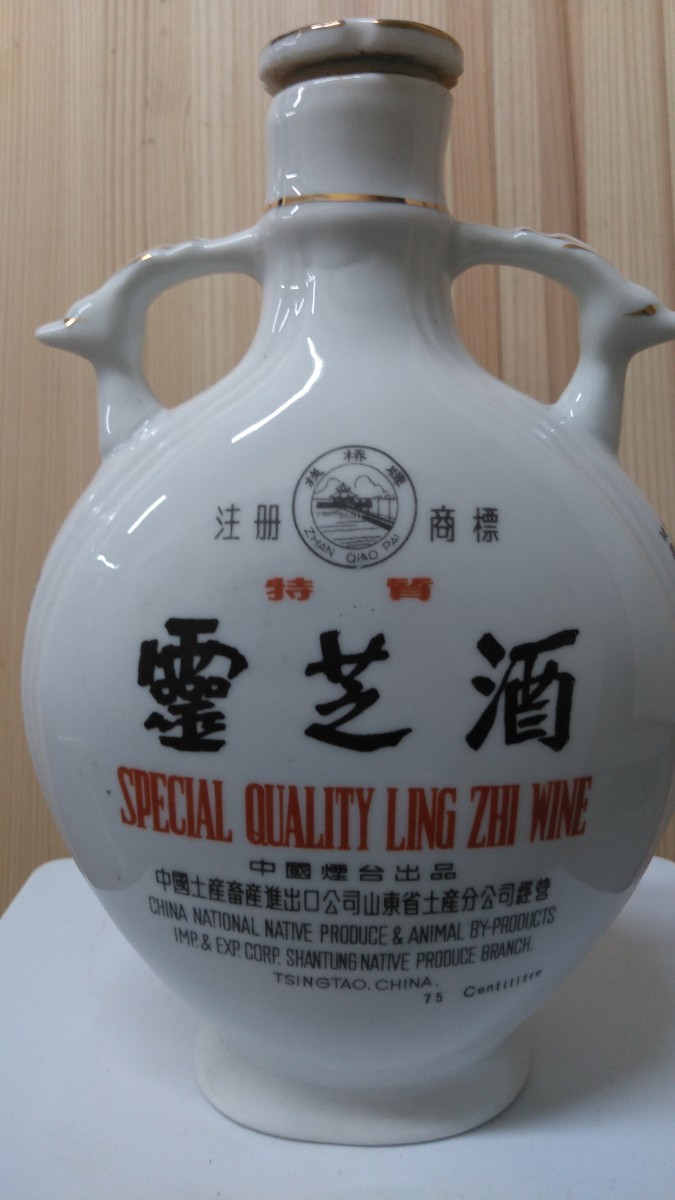 棧桥牌
注册 商標
ZHAN QIAO PAI
特質
靈芝酒
SPECIAL QUALITY LING ZHI WINE
中國煙台出品
中國土産畜産進出口公司山東省土産分公司經營
CHINA NATIONAL NATIVE PRODUCE & ANIMAL BY-PRODUCTS
IMP. & EXP. CORP. SHANTUNG NATIVE PRODUCE BRANCH.
TSINGTAO. CHINA.
75 Centilitre